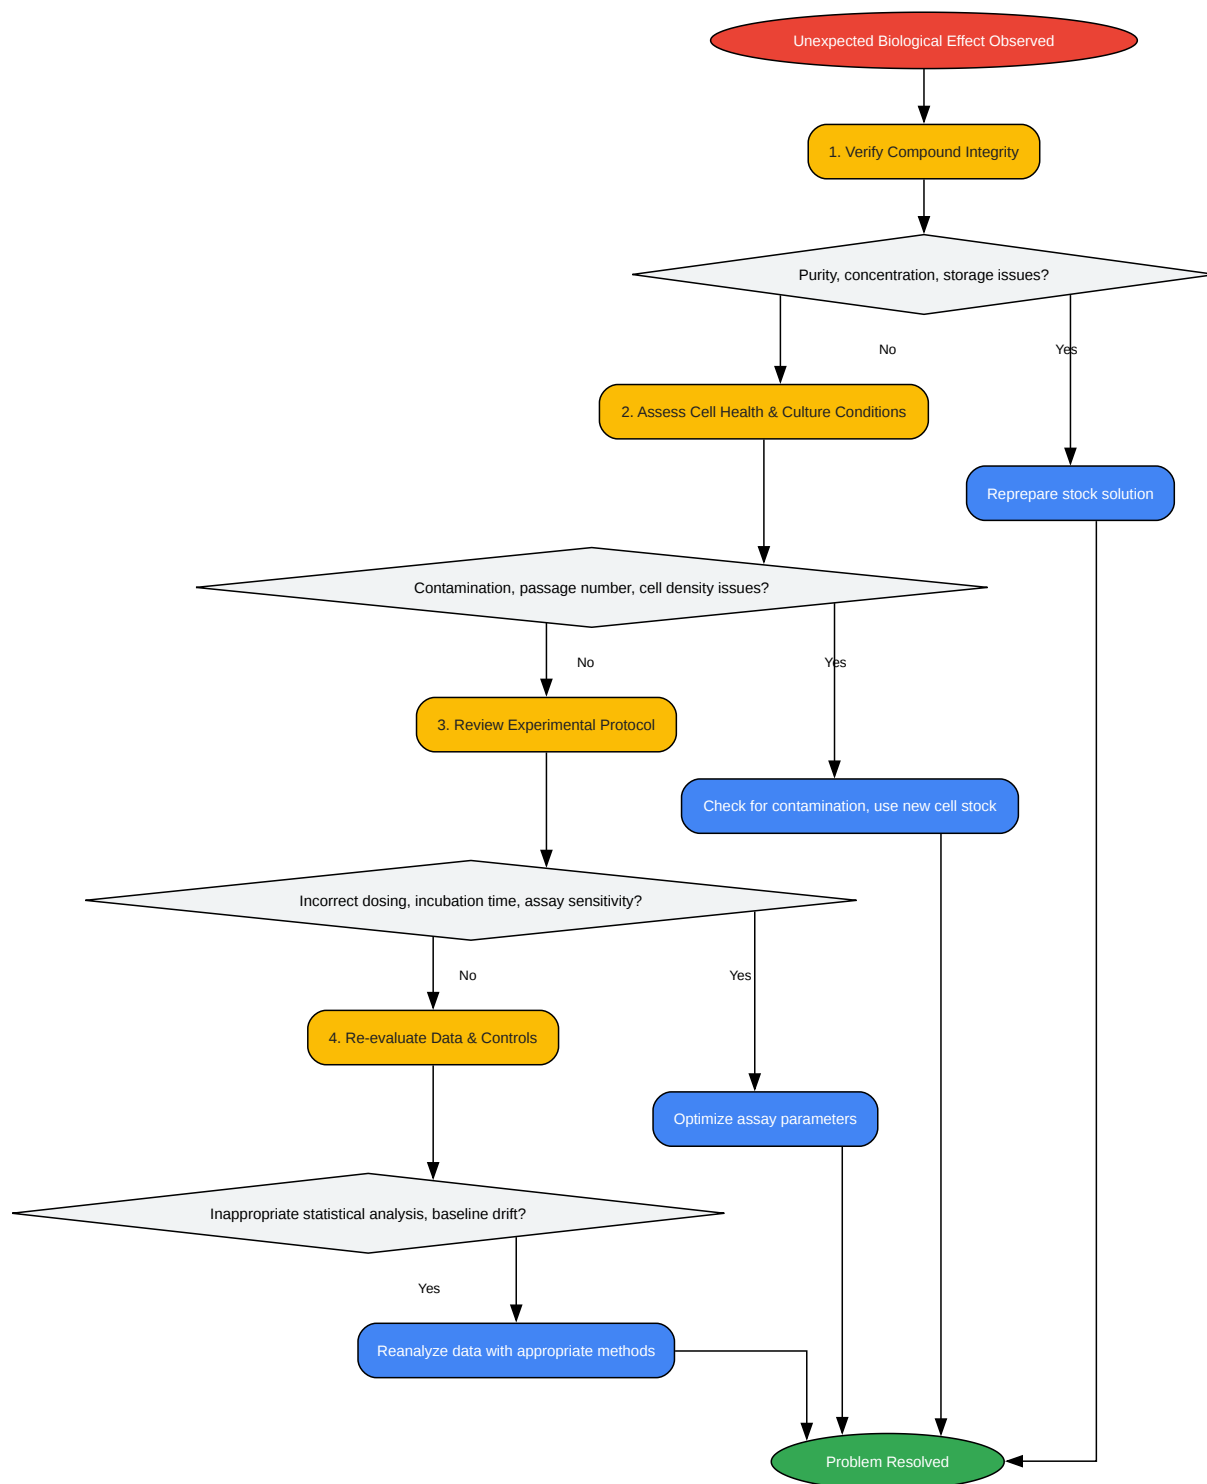 Unexpected Biological Effect Observed
1. Verify Compound Integrity
Purity, concentration, storage issues?
No
Yes
2. Assess Cell Health & Culture Conditions
Reprepare stock solution
Contamination, passage number, cell density issues?
No
Yes
3. Review Experimental Protocol
Check for contamination, use new cell stock
Incorrect dosing, incubation time, assay sensitivity?
No
Yes
4. Re-evaluate Data & Controls
Optimize assay parameters
Inappropriate statistical analysis, baseline drift?
Yes
Reanalyze data with appropriate methods
Problem Resolved